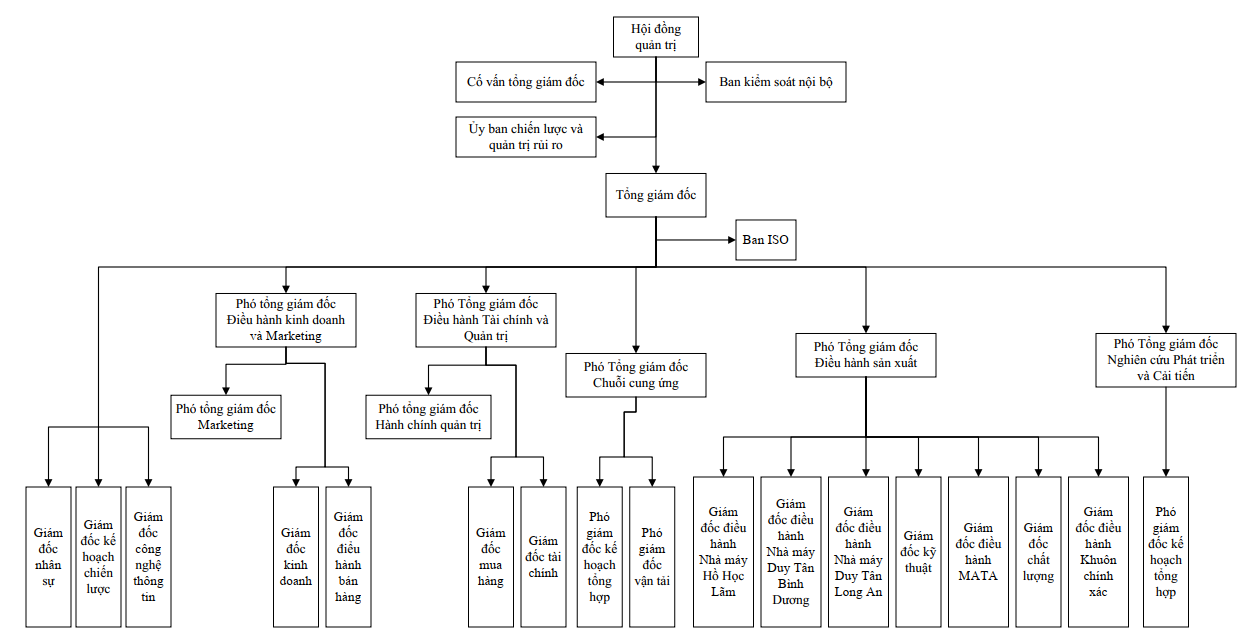 Hội đồng
quản trị
Cố vấn tổng giám đốc
Ban kiểm soát nội bộ
Ủy ban chiến lược và
quản trị rủi ro
Tổng giám đốc
Ban ISO
Phó tổng giám đốc
Điều hành kinh doanh
và Marketing
Phó Tổng giám đốc
Điều hành Tài chính và
Quản trị
Phó Tổng giám đốc
Chuỗi cung ứng
Phó Tổng giám đốc
Điều hành sản xuất
Phó Tổng giám đốc
Nghiên cứu Phát triển
và Cải tiến
Phó tổng giám đốc
Marketing
Phó tổng giám đốc
Hành chính quản trị
Giám
đốc
nhân
sự
Giám
đốc kế
hoạch
chiến
lược
Giám
đốc
công
nghệ
thông
tin
Giám
đốc
kinh
doanh
Giám
đốc
điều
hành
bán
hàng
Giám
đốc
mua
hàng
Giám
đốc tài
chính
Phó
giám
đốc kế
hoạch
tổng
hợp
Phó
giám
đốc
vận tải
Giám
đốc điều
hành
Nhà máy
Hồ Học
Lãm
Giám
đốc điều
hành
Nhà máy
Duy Tân
Bình
Dương
Giám
đốc điều
hành
Nhà máy
Duy Tân
Long An
Giám
đốc kỹ
thuật
Giám
đốc điều
hành
MATA
Giám
đốc
chất
lượng
Giám
đốc điều
hành
Khuôn
chính
xác
Phó
giám
đốc kế
hoạch
tổng
hợp